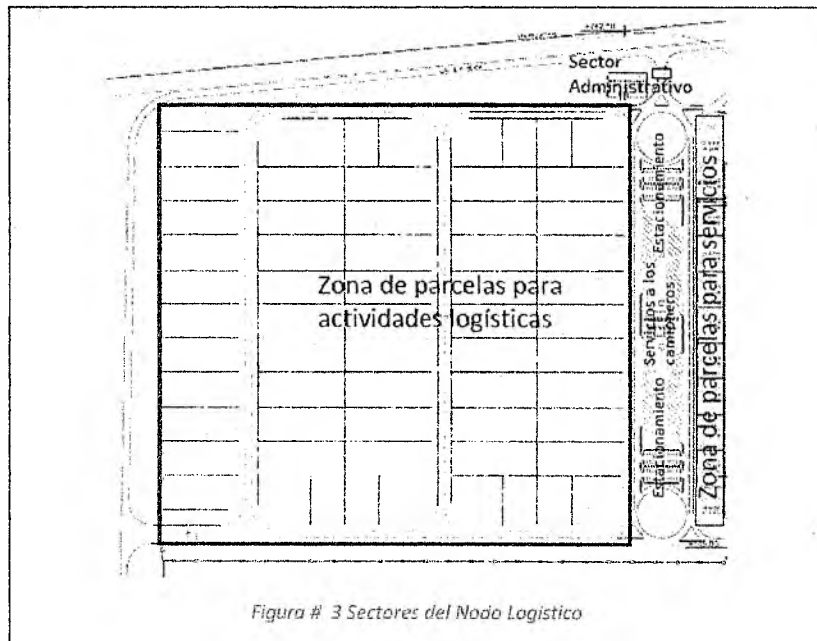 Sector
Administrativo
Zona de parcelas para
actividades logísticas
Estacionamiento
Servicios a los
camioneros
Estacionamiento
Zona de parcelas para servicios
Figura # 3 Sectores del Nodo Logístico